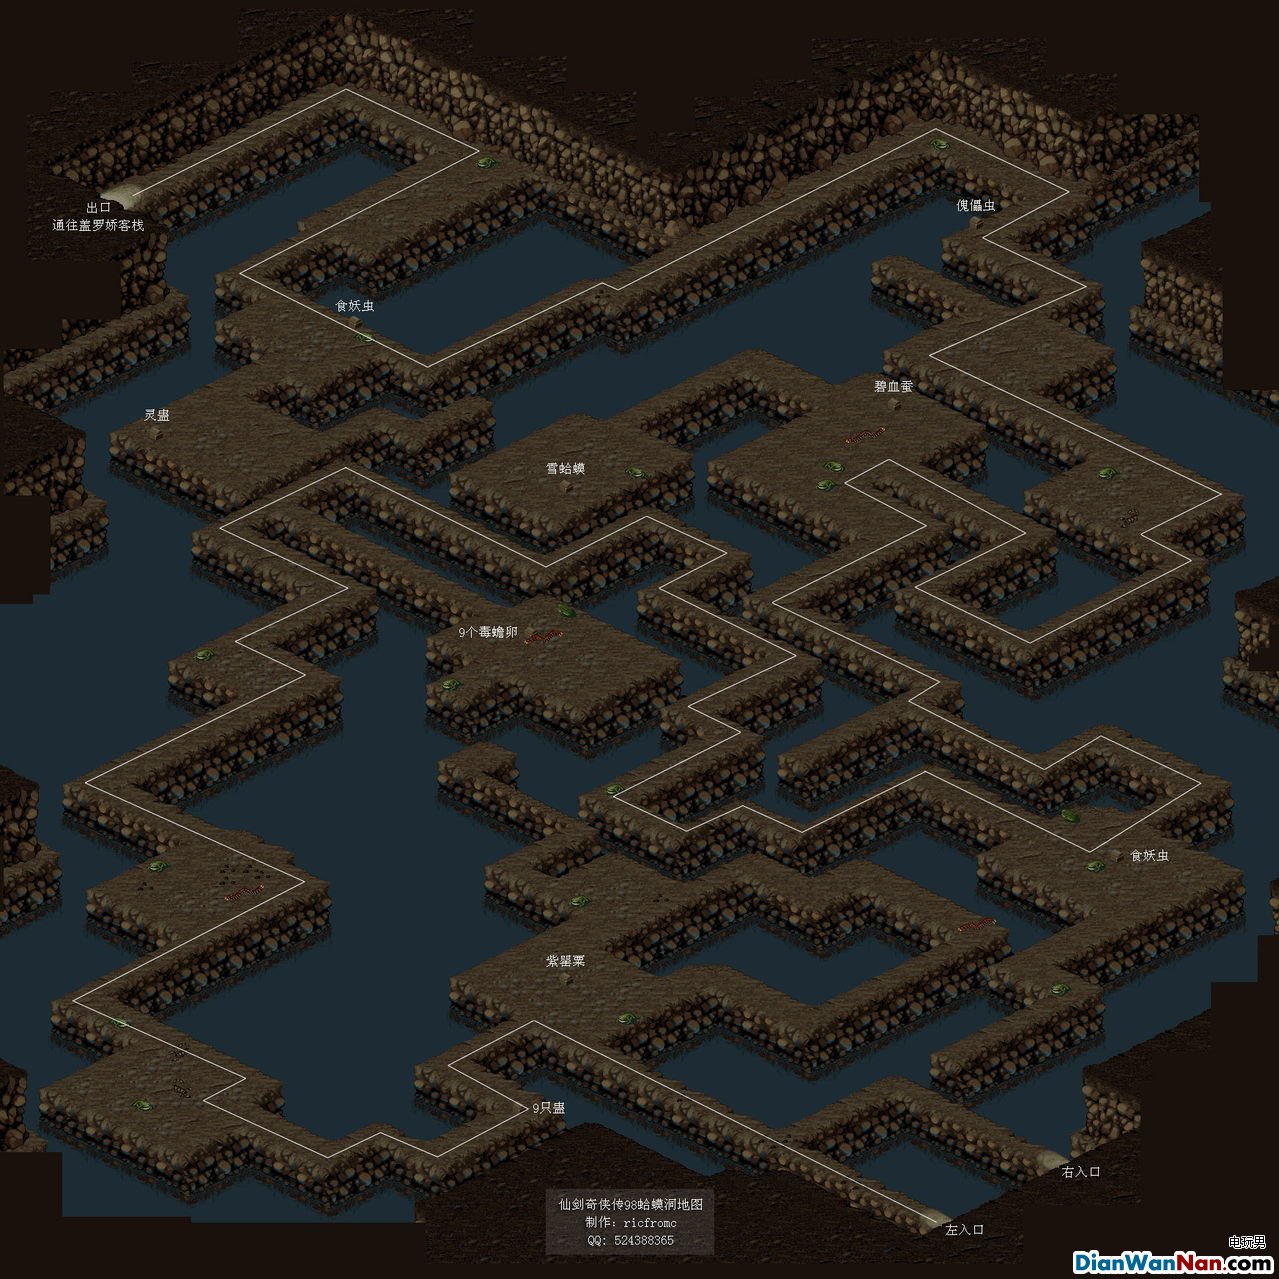 傀儡虫
出口
通往盖罗娇客栈
食妖虫
碧血蚕
灵蛊
雪蛤蟆
9个毒蟾卵
食妖虫
紫罂粟
9只蛊
右入口
仙剑奇侠传98蛤蟆洞地图
制作：ricfromc
QQ: 524388365
左入口
电玩男
DianWanNan.com